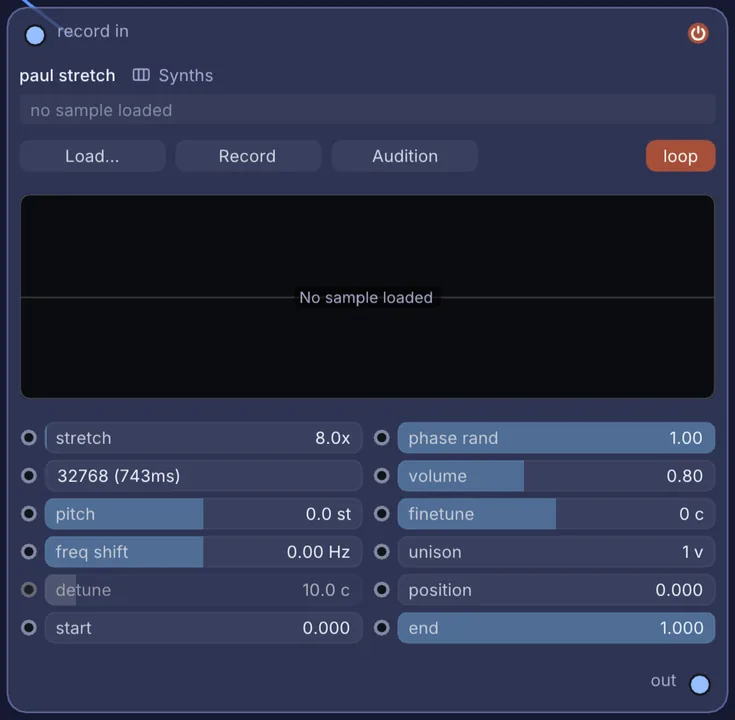 record in
paul stretch Synths
no sample loaded
Load... Record Audition loop
No sample loaded
stretch 8.0x phase rand 1.00
32768 (743ms) volume 0.80
pitch 0.0 st finetune 0 c
freq shift 0.00 Hz unison 1 v
detune 10.0 c position 0.000
start 0.000 end 1.000
out